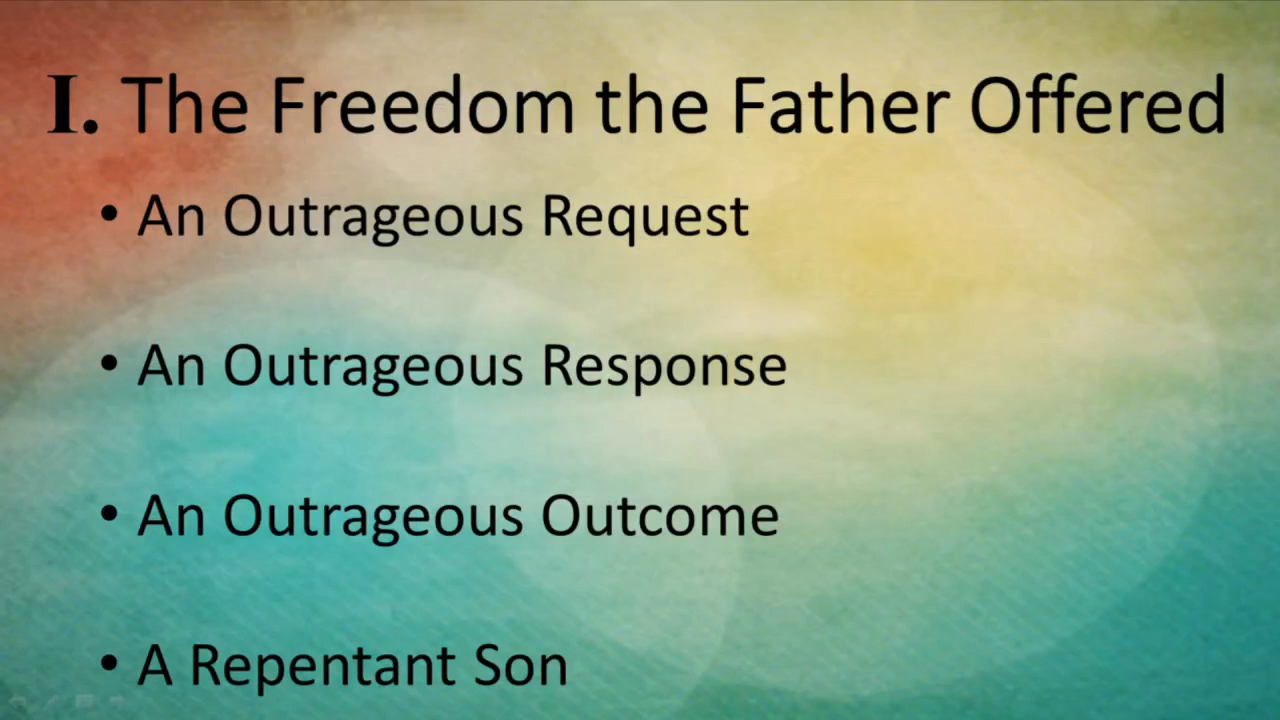 I. The Freedom the Father Offered
• An Outrageous Request
• An Outrageous Response
• An Outrageous Outcome
• A Repentant Son